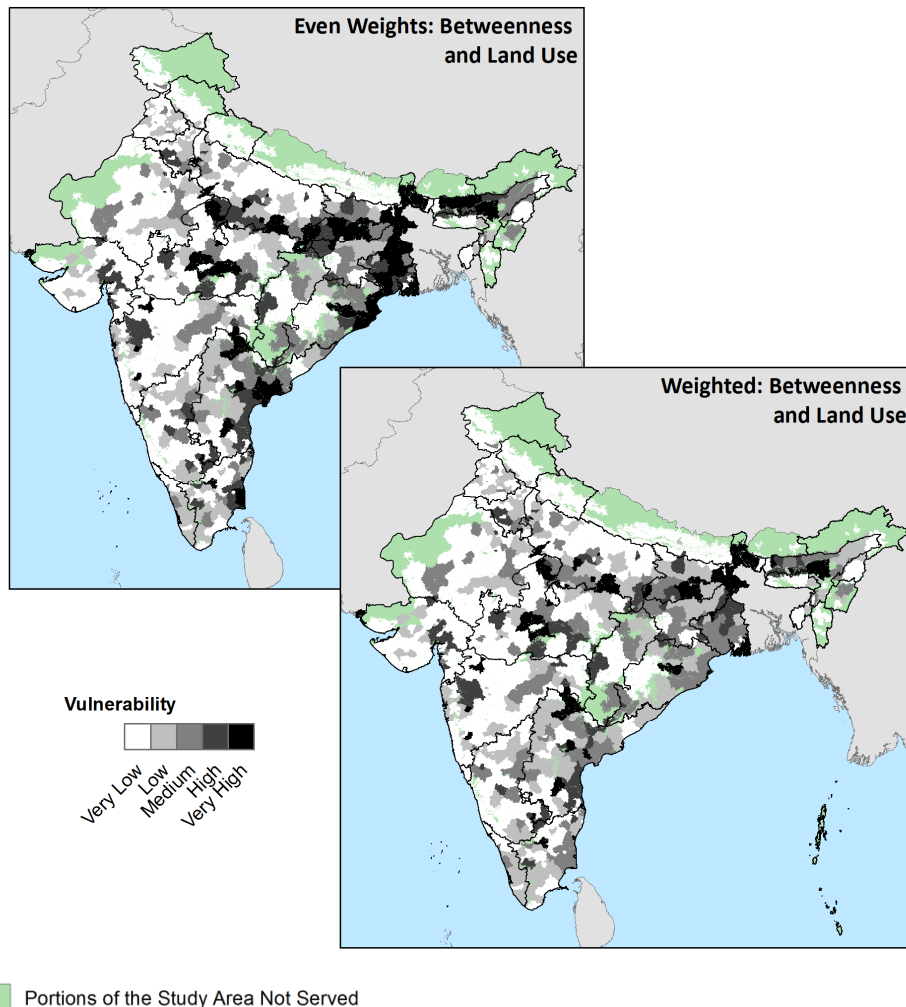 Even Weights: Betweenness
and Land Use
Weighted: Betweenness
and Land Use
Vulnerability
Very Low
Low
Medium
High
Very High
Portions of the Study Area Not Served